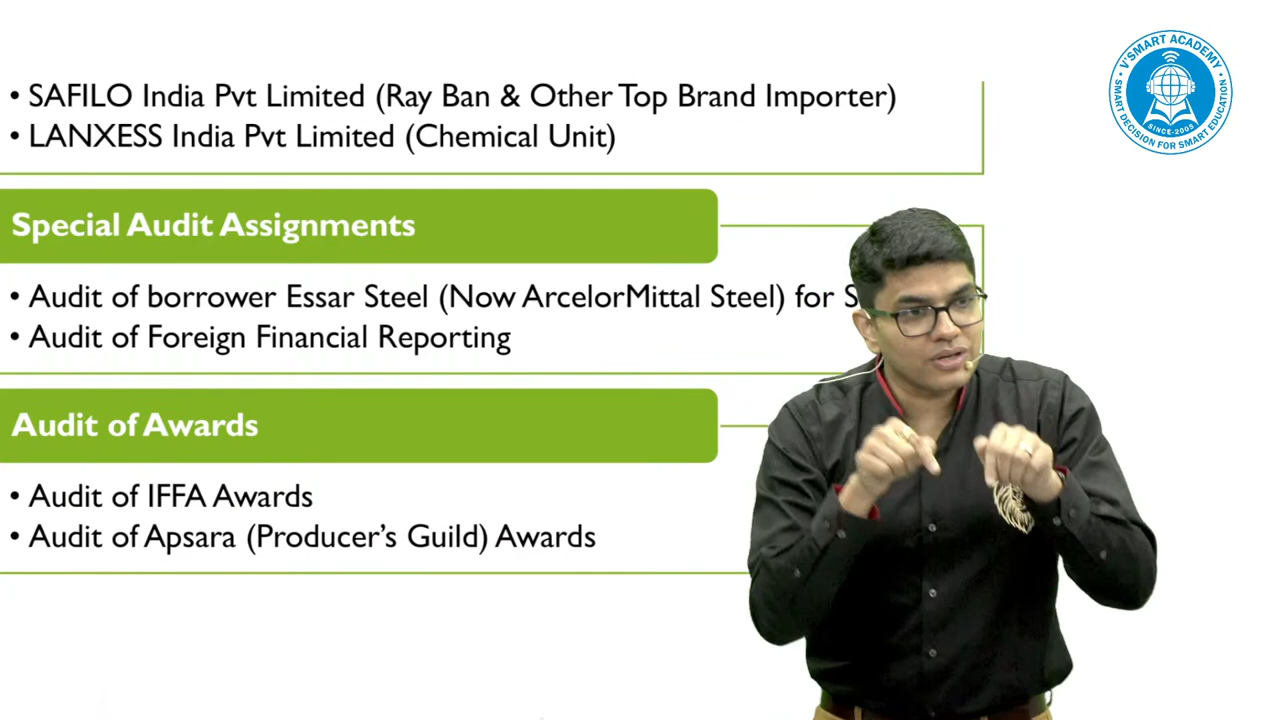 • SAFILO India Pvt Limited (Ray Ban & Other Top Brand Importer)
• LANXESS India Pvt Limited (Chemical Unit)
Special Audit Assignments
• Audit of borrower Essar Steel (Now ArcelorMittal Steel) for
• Audit of Foreign Financial Reporting
Audit of Awards
• Audit of IFFA Awards
• Audit of Apsara (Producer's Guild) Awards
• V'SMART ACADEMY •
SMART DECISION FOR SMART EDUCATION
SINCE-2005